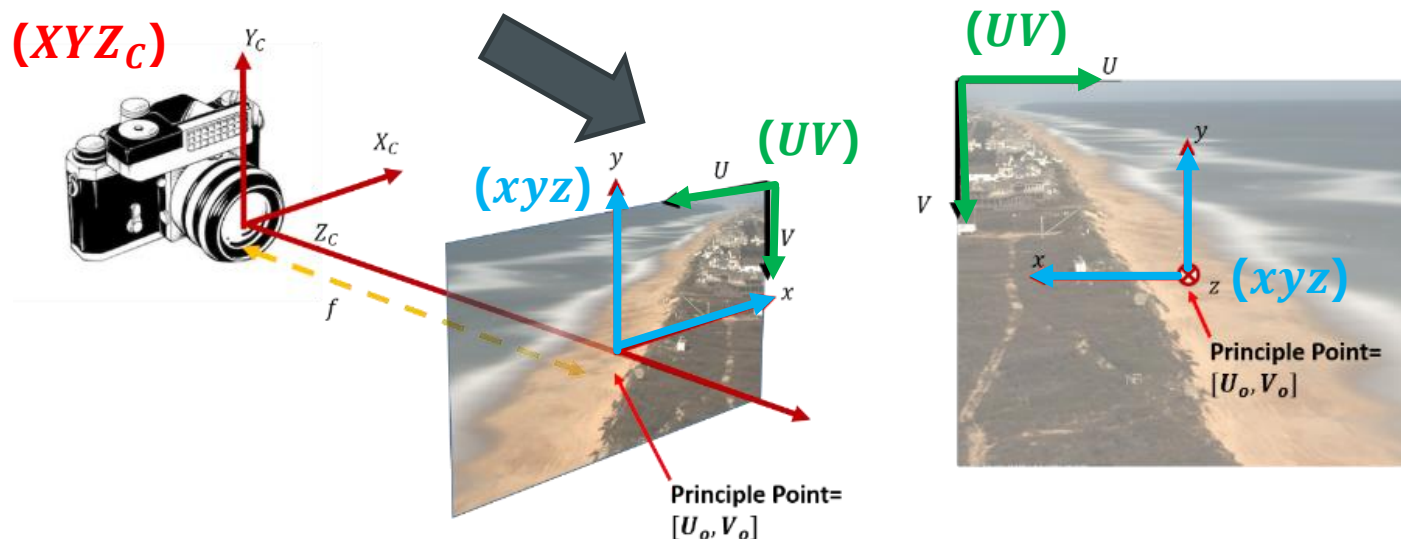 (XYZ_C)
Y_C
X_C
Z_C
f
(xyz)
y
U
(UV)
V
x
Principle Point=
[U_o, V_o]
(UV)
U
V
y
x
z
(xyz)
Principle Point=
[U_o, V_o]